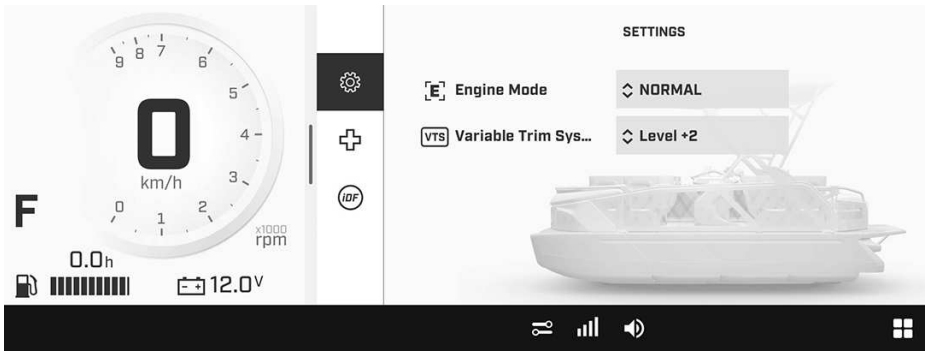 SETTINGS
9 8 7 6 5 4 3 2 1 0
0
km/h
x1000
rpm
F
0.0h
12.0V
iDF
[E] Engine Mode
NORMAL
VTS Variable Trim Sys...
Level +2